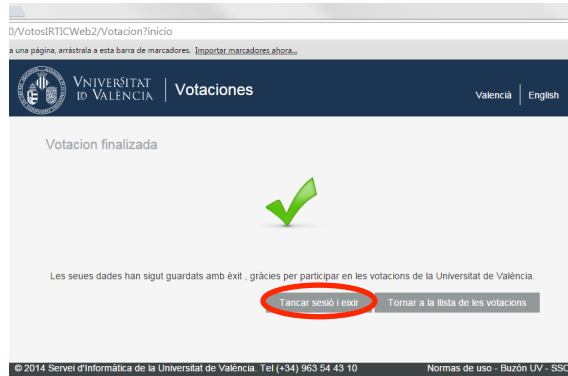 0/VotosIRTICWeb2/Votacion?inicio
a una página, arrástrala a esta barra de marcadores. Importar marcadores ahora...
VNIVERSITAT
ID VALÈNCIA
Votaciones
Valencià
English
Votacion finalizada
Les seues dades han sigut guardats amb èxit , gràcies per participar en les votacions de la Universitat de València.
Tancar sesió i eixir
Tornar a la llista de les votacions
© 2014 Servei d'Informàtica de la Universitat de València. Tel (+34) 963 54 43 10
Normas de uso - Buzón UV - SSC